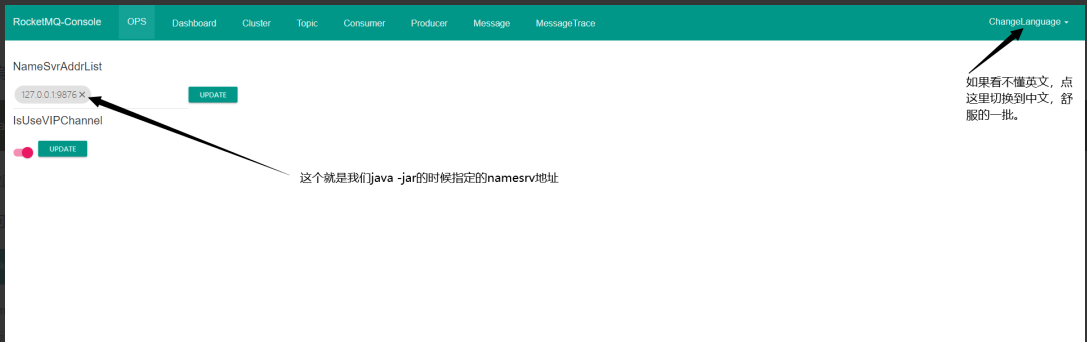 RocketMQ-Console OPS Dashboard Cluster Topic Consumer Producer Message MessageTrace ChangeLanguage
NameSvrAddrList
127.0.0.1:9876 × UPDATE
如果看不懂英文，点
这里切换到中文，舒
服的一批。
IsUseVIPChannel
UPDATE
这个就是我们java -jar的时候指定的namesrv地址